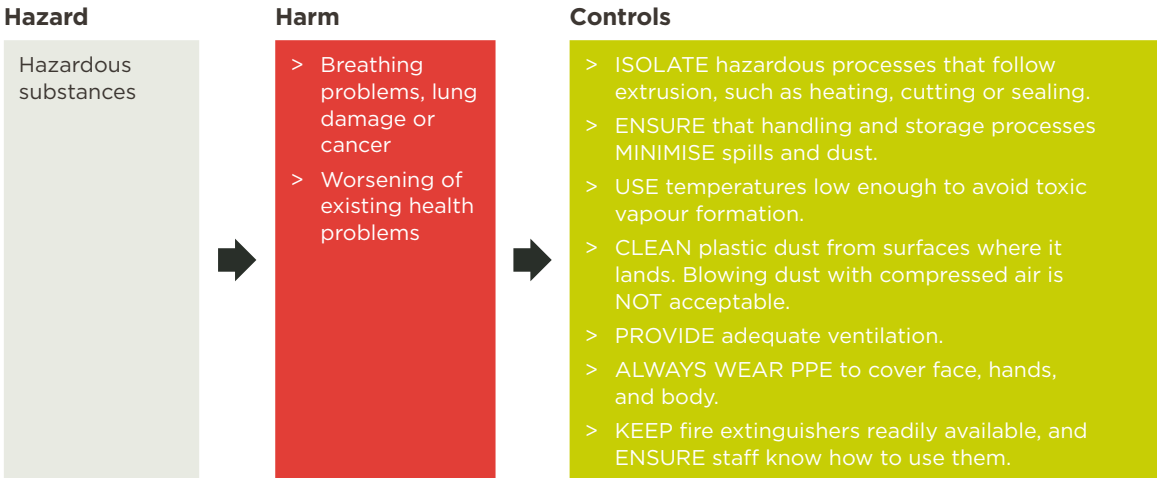 Hazard
Harm
Controls
Hazardous
substances
> Breathing
problems, lung
damage or
cancer
> Worsening of
existing health
problems
> ISOLATE hazardous processes that follow
extrusion, such as heating, cutting or sealing.
> ENSURE that handling and storage processes
MINIMISE spills and dust.
> USE temperatures low enough to avoid toxic
vapour formation.
> CLEAN plastic dust from surfaces where it
lands. Blowing dust with compressed air is
NOT acceptable.
> PROVIDE adequate ventilation.
> ALWAYS WEAR PPE to cover face, hands,
and body.
> KEEP fire extinguishers readily available, and
ENSURE staff know how to use them.